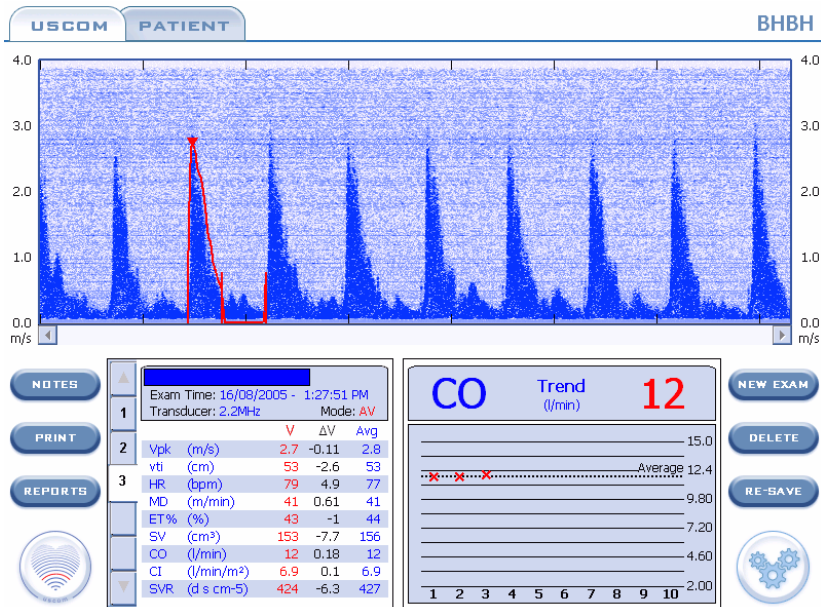 USCOM PATIENT BHBH
4.0 4.0
3.0 3.0
2.0 2.0
1.0 1.0
0.0 0.0
m/s m/s
NOTES
PRINT
REPORTS
1
2
3
Exam Time: 16/08/2005 - 1:27:51 PM
Transducer: 2.2MHz Mode: AV
V ΔV Avg
Vpk (m/s) 2.7 -0.11 2.8
vti (cm) 53 -2.6 53
HR (bpm) 79 4.9 77
MD (m/min) 41 0.61 41
ET% (%) 43 -1 44
SV (cm³) 153 -7.7 156
CO (l/min) 12 0.18 12
CI (l/min/m²) 6.9 0.1 6.9
SVR (d s cm-5) 424 -6.3 427
CO Trend 12
(l/min)
15.0
Average 12.4
9.80
7.20
4.60
2.00
1 2 3 4 5 6 7 8 9 10
NEW EXAM
DELETE
RE-SAVE
USCOM